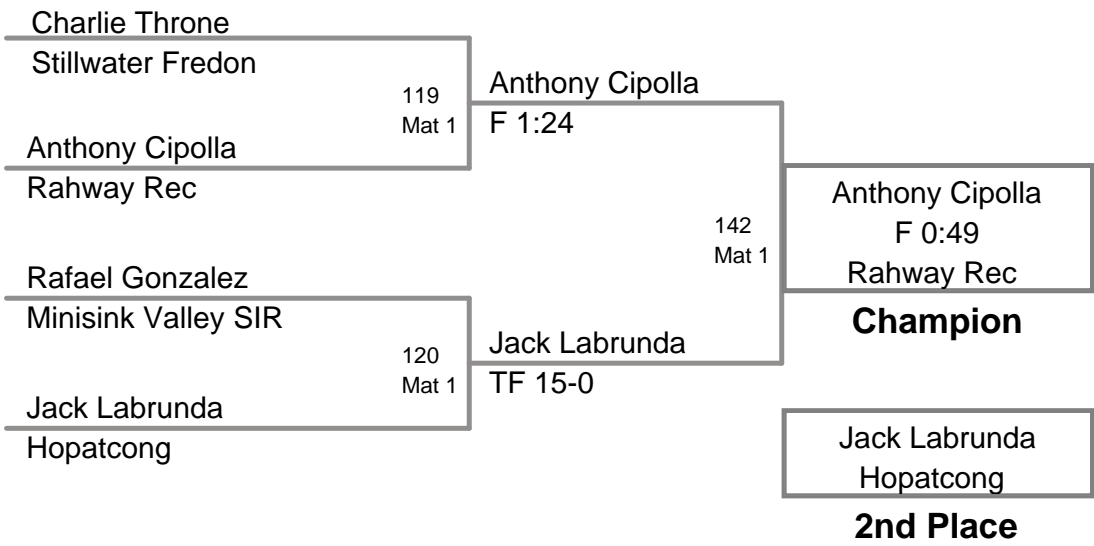 Charlie Throne
Stillwater Fredon
119
Mat 1
Anthony Cipolla
Rahway Rec
Anthony Cipolla
F 1:24
Rafael Gonzalez
Minisink Valley SIR
120
Mat 1
Jack Labrunda
Hopatcong
Jack Labrunda
TF 15-0
142
Mat 1
Anthony Cipolla
F 0:49
Rahway Rec
Champion
Jack Labrunda
Hopatcong
2nd Place